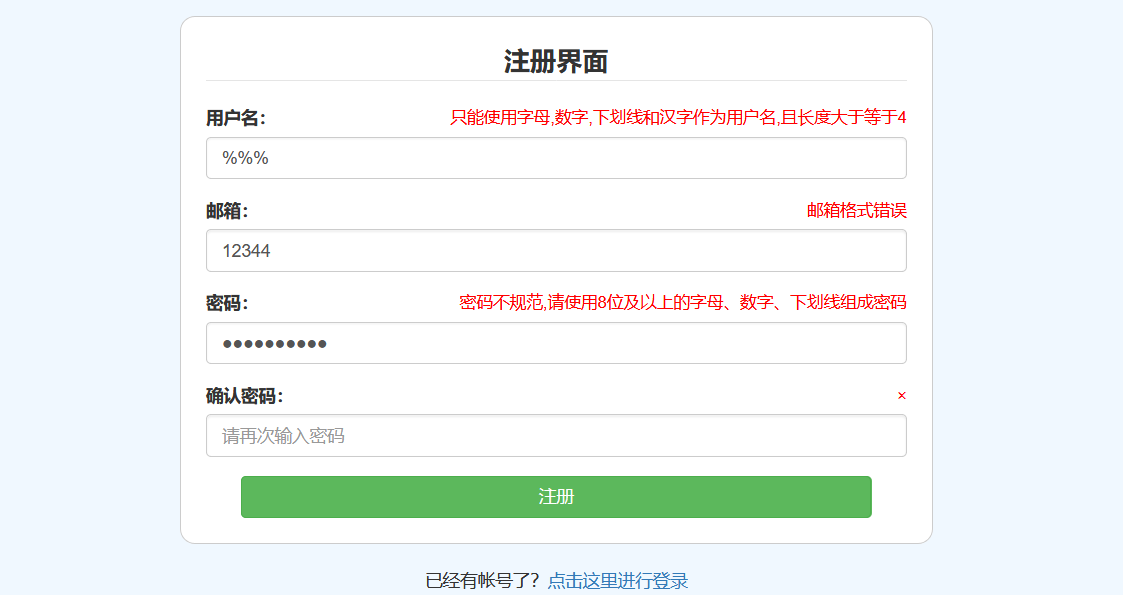 注册界面
用户名： 只能使用字母,数字,下划线和汉字作为用户名,且长度大于等于4
%%%
邮箱： 邮箱格式错误
12344
密码： 密码不规范,请使用8位及以上的字母、数字、下划线组成密码
●●●●●●●●●●
确认密码： ×
请再次输入密码
注册
已经有帐号了？点击这里进行登录